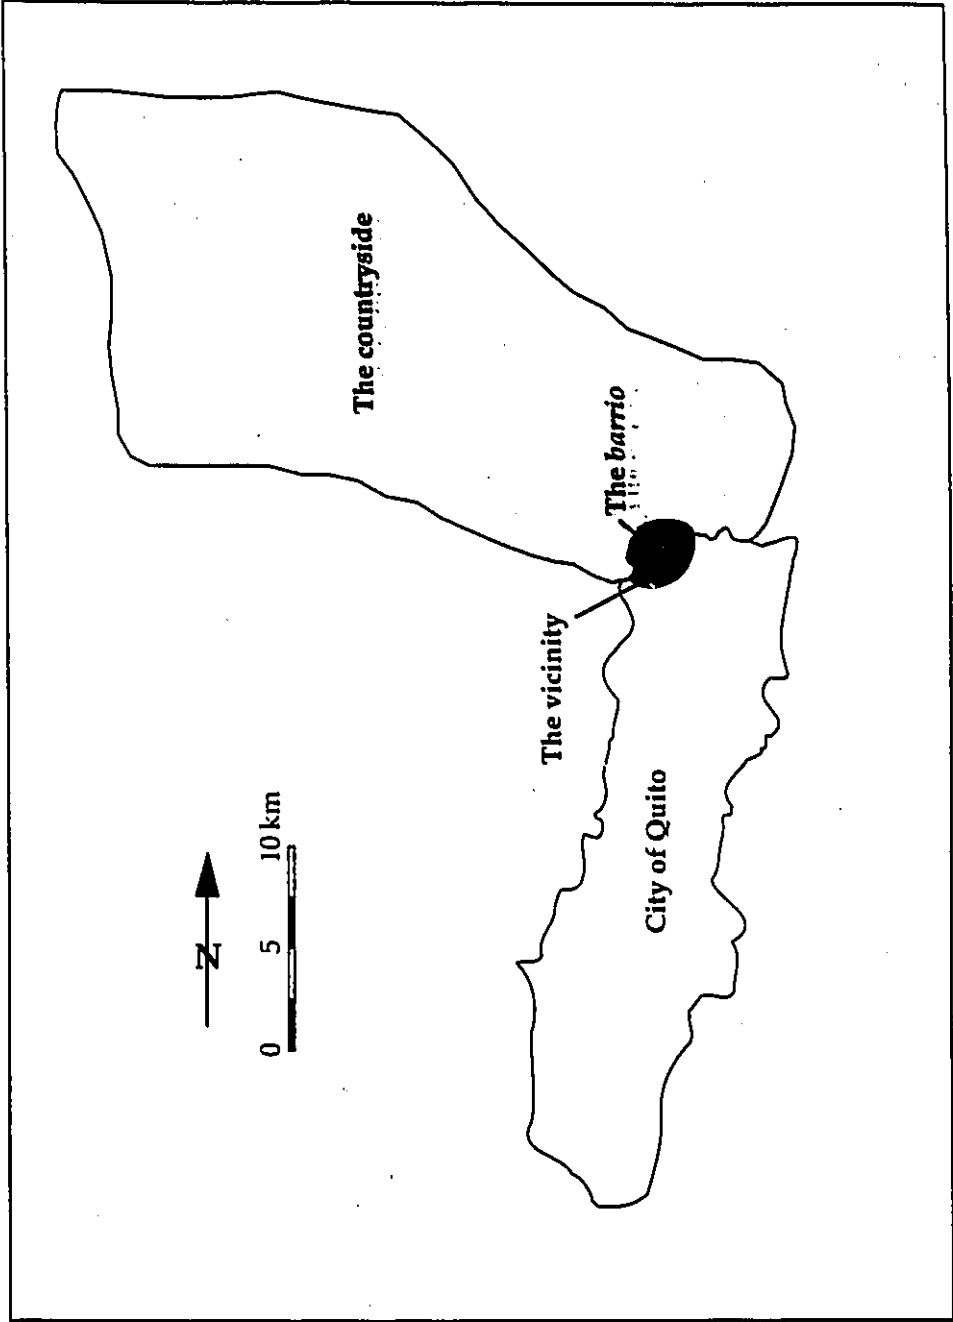 The countryside
The barrio
The vicinity
City of Quito
N
0 5 10 km